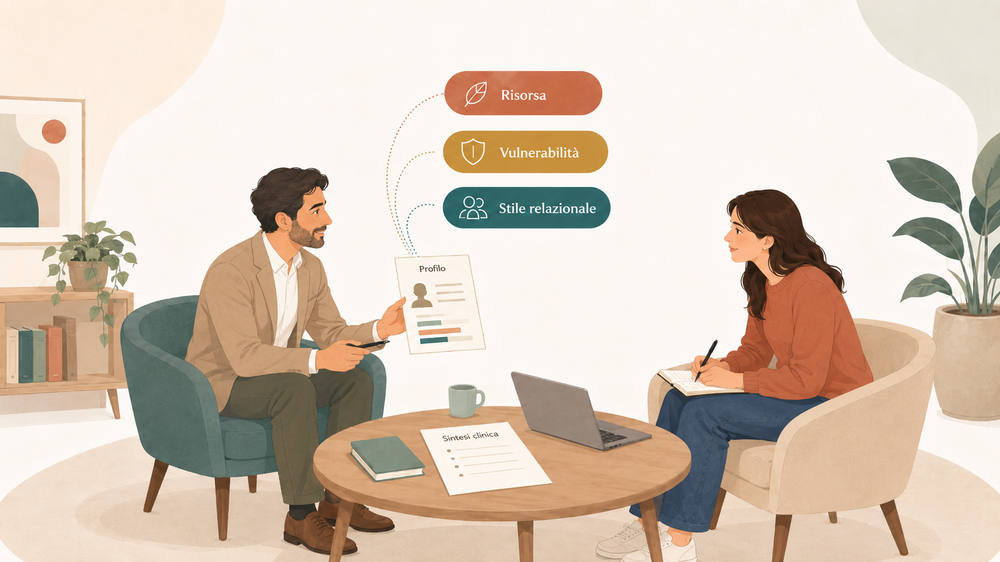 Risorsa
Vulnerabilità
Stile relazionale
Profilo
Sintesi clinica